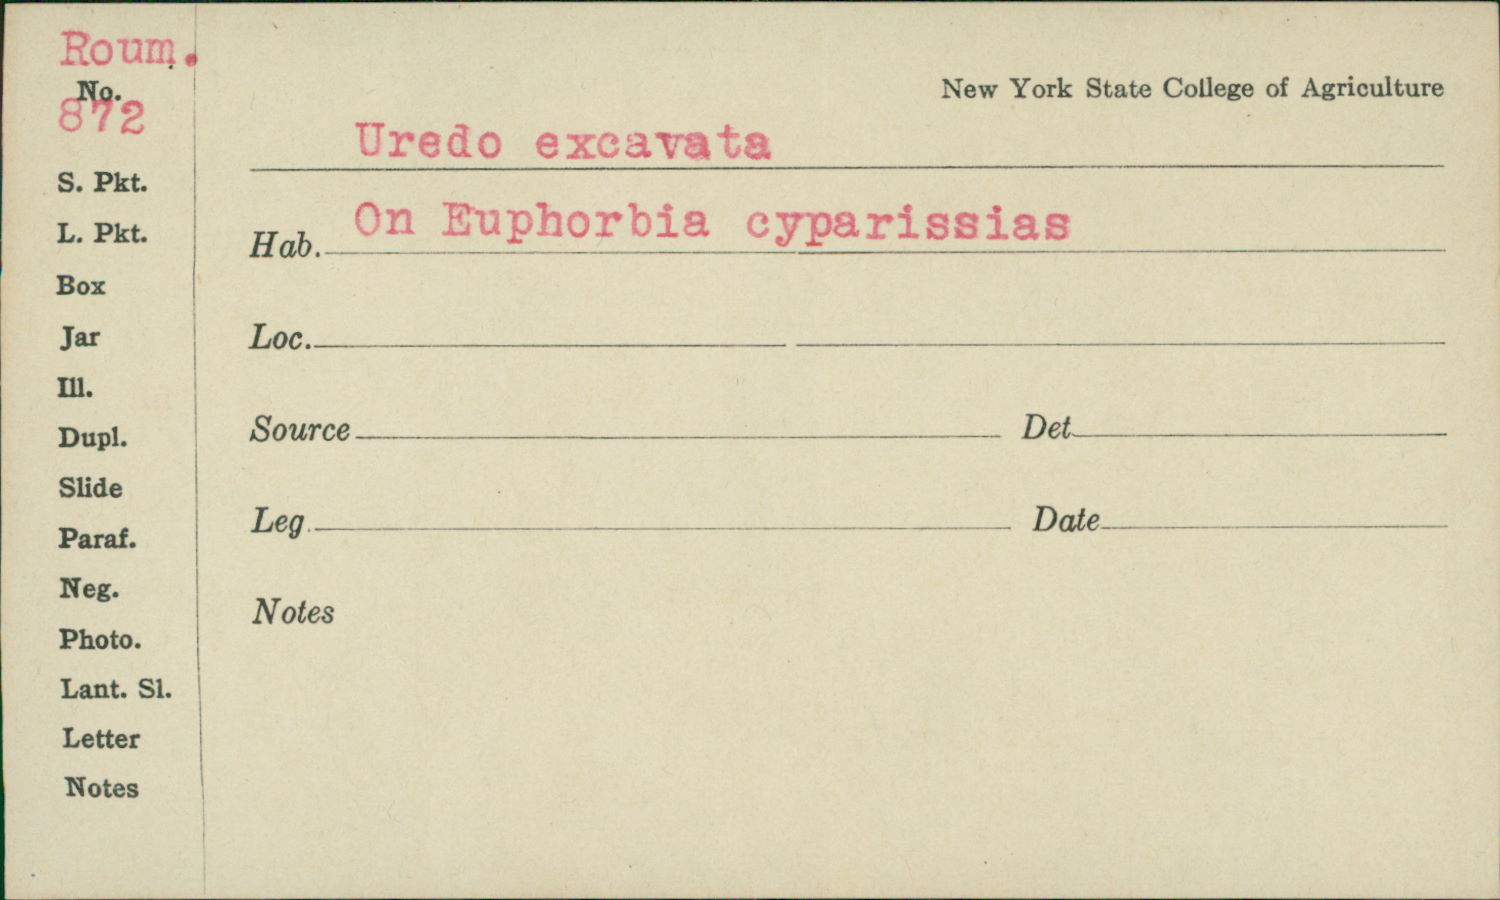 Roum.
No.
872
S. Pkt.
L. Pkt.
Box
Jar
Ill.
Dupl.
Slide
Paraf.
Neg.
Photo.
Lant. Sl.
Letter
Notes
New York State College of Agriculture
Uredo excavata
Hab. On Euphorbia cyparissias
Loc.
Source Det
Leg. Date
Notes